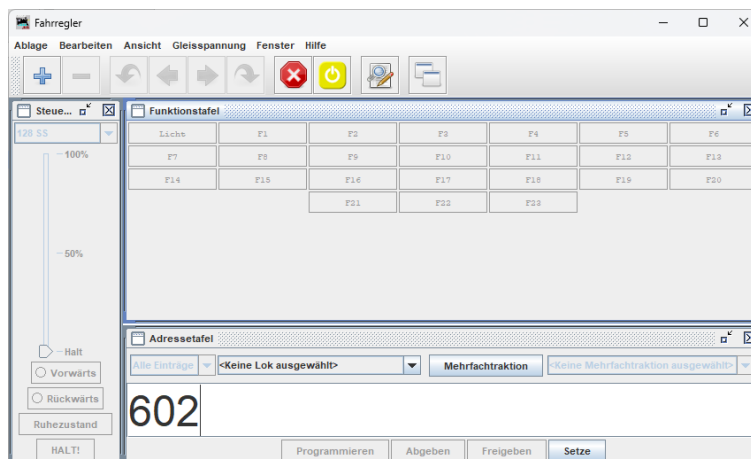 Fahrregler
Ablage Bearbeiten Ansicht Gleisspannung Fenster Hilfe
Steue...
Funktionstafel
128 SS
Licht F1 F2 F3 F4 F5 F6
F7 F8 F9 F10 F11 F12 F13
F14 F15 F16 F17 F18 F19 F20
F21 F22 F23
100%
50%
Halt
Vorwärts
Rückwärts
Ruhezustand
HALT!
Adressetafel
Alle Einträge <Keine Lok ausgewählt> Mehrfachtraktion <Keine Mehrfachtraktion ausgewählt>
602
Programmieren Abgeben Freigeben Setze